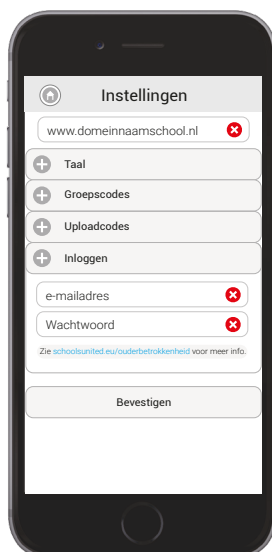 Instellingen
www.domeinnaamschool.nl
Taal
Groepscodes
Uploadcodes
Inloggen
e-mailadres
Wachtwoord
Zie schoolsunited.eu/ouderbetrokkenheid voor meer info.
Bevestigen